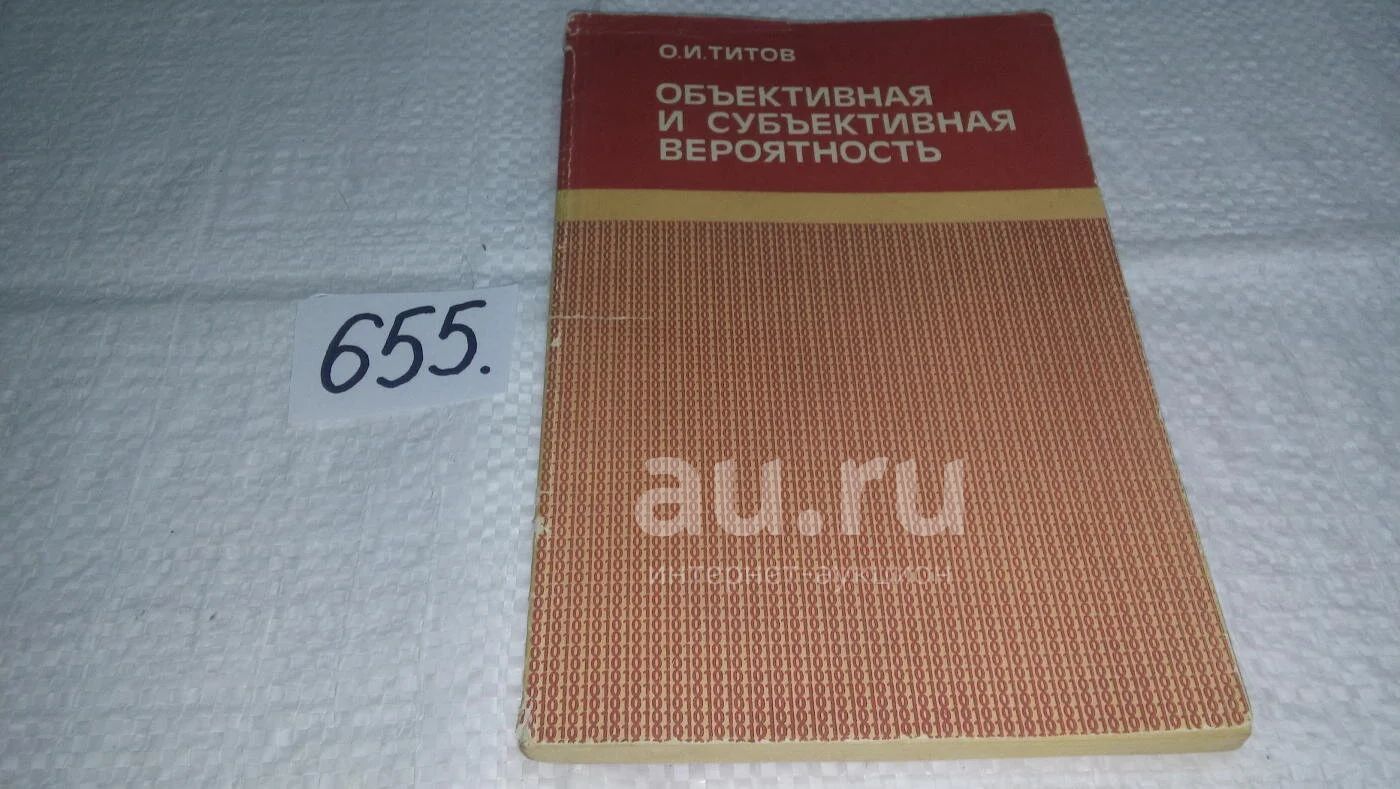 О.И.ТИТОВ
ОБЪЕКТИВНАЯ
И СУБЪЕКТИВНАЯ
ВЕРОЯТНОСТЬ
655.
au.ru
интернет-аукцион